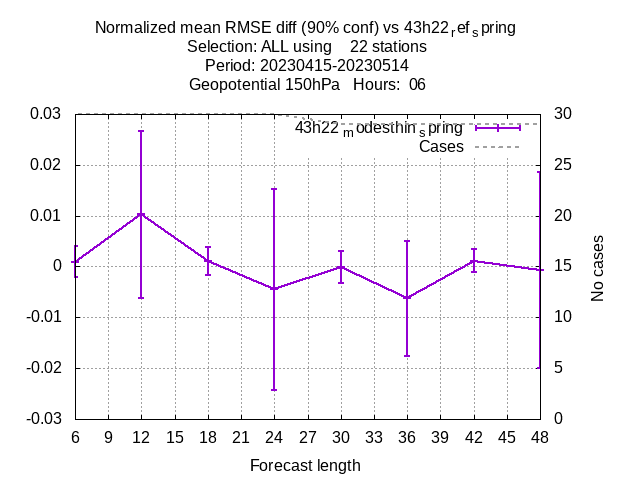 Normalized mean RMSE diff (90% conf) vs 43h22refspring
Selection: ALL using 22 stations
Period: 20230415-20230514
Geopotential 150hPa Hours: 06
43h22modesthinspring
Cases
0.03
0.02
0.01
0
-0.01
-0.02
-0.03
30
25
20
15
10
5
0
No cases
6 9 12 15 18 21 24 27 30 33 36 39 42 45 48
Forecast length